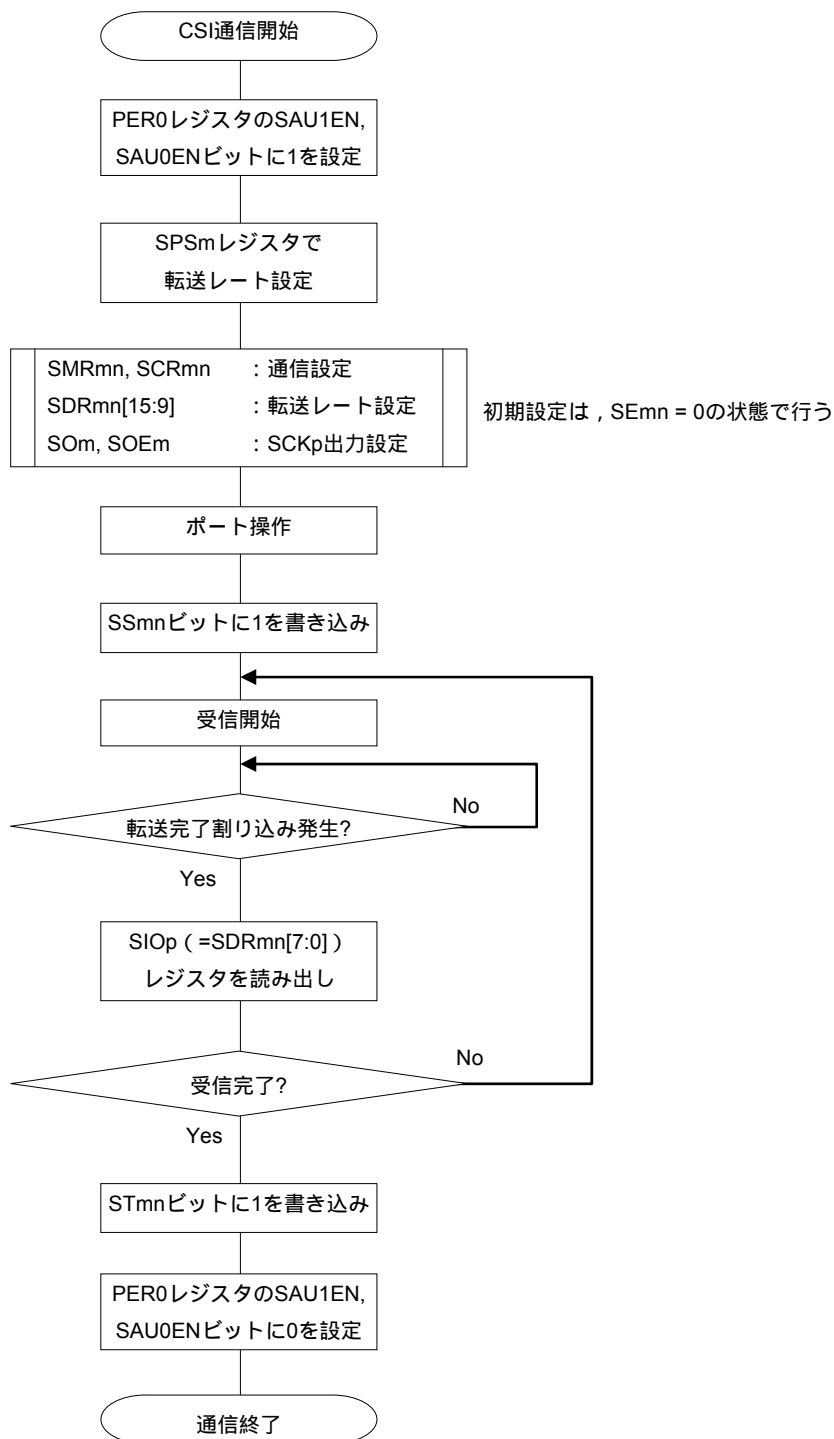 CSI通信開始
PER0レジスタのSAU1EN,
SAU0ENビットに1を設定
SPSmレジスタで
転送レート設定
SMRmn, SCRmn ：通信設定
SDRmn[15:9] ：転送レート設定
SOm, SOEm ：SCKp出力設定
初期設定は，SEmn = 0の状態で行う
ポート操作
SSmnビットに1を書き込み
受信開始
転送完了割り込み発生?
No
Yes
SIOp（=SDRmn[7:0]）
レジスタを読み出し
受信完了?
No
Yes
STmnビットに1を書き込み
PER0レジスタのSAU1EN,
SAU0ENビットに0を設定
通信終了